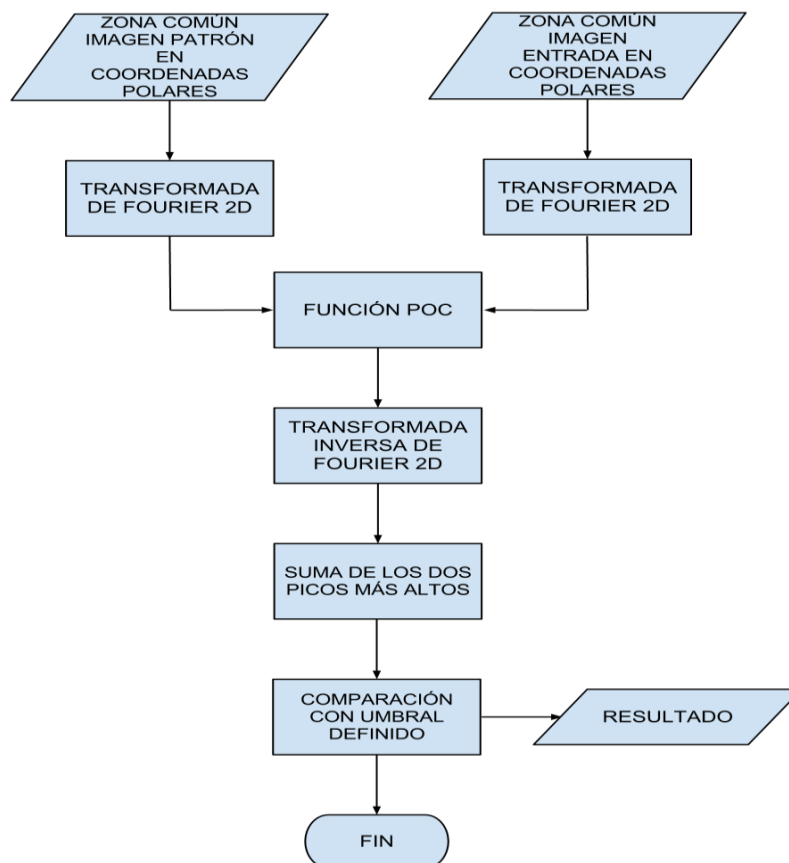 ZONA COMÚN
IMAGEN PATRÓN
EN
COORDENADAS
POLARES
ZONA COMÚN
IMAGEN
ENTRADA EN
COORDENADAS
POLARES
TRANSFORMADA
DE FOURIER 2D
TRANSFORMADA
DE FOURIER 2D
FUNCIÓN POC
TRANSFORMADA
INVERSA DE
FOURIER 2D
SUMA DE LOS DOS
PICOS MÁS ALTOS
COMPARACIÓN
CON UMBRAL
DEFINIDO
RESULTADO
FIN